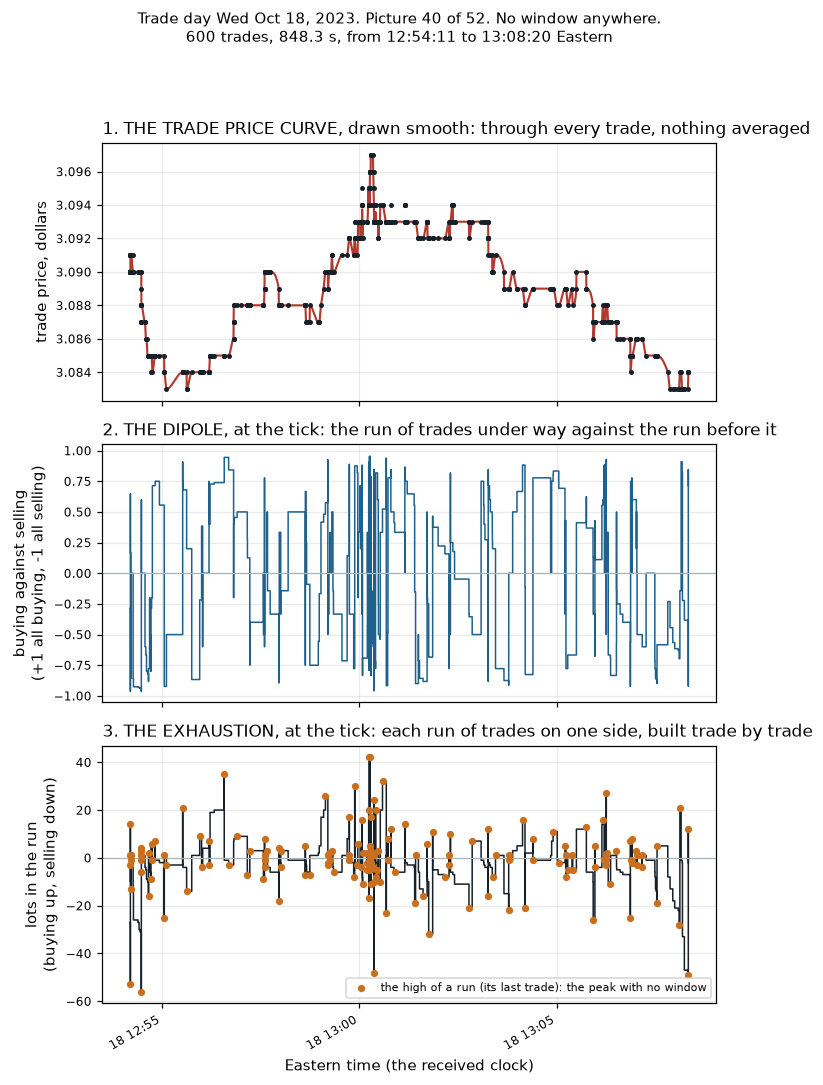 Trade day Wed Oct 18, 2023. Picture 40 of 52. No window anywhere.
600 trades, 848.3 s, from 12:54:11 to 13:08:20 Eastern
1. THE TRADE PRICE CURVE, drawn smooth: through every trade, nothing averaged
trade price, dollars
3.096
3.094
3.092
3.090
3.088
3.086
3.084
2. THE DIPOLE, at the tick: the run of trades under way against the run before it
buying against selling
(+1 all buying, -1 all selling)
1.00
0.75
0.50
0.25
0.00
−0.25
−0.50
−0.75
−1.00
3. THE EXHAUSTION, at the tick: each run of trades on one side, built trade by trade
lots in the run
(buying up, selling down)
40
20
0
−20
−40
−60
the high of a run (its last trade): the peak with no window
18 12:55
18 13:00
18 13:05
Eastern time (the received clock)